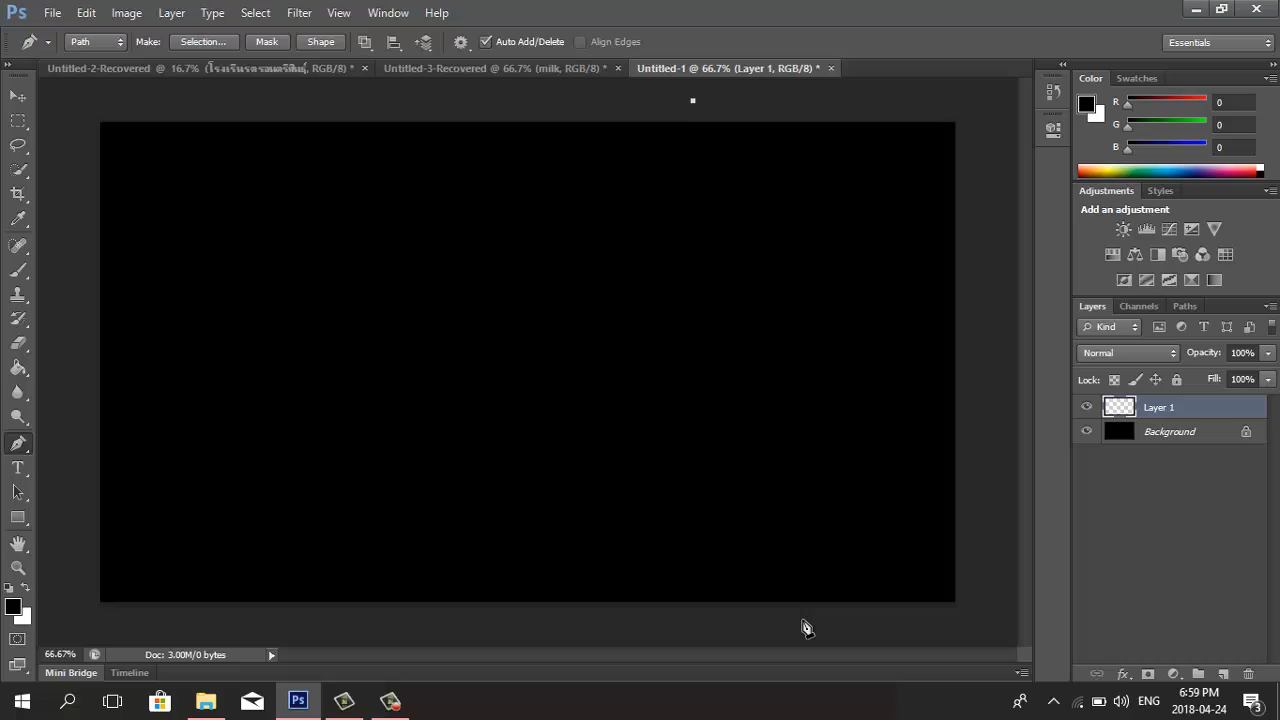 Ps File Edit Image Layer Type Select Filter View Window Help
Path Make: Selection... Mask Shape Auto Add/Delete Align Edges Essentials
Untitled-2-Recovered @ 16.7% RGB/8) * × Untitled-3-Recovered @ 66.7% (milk, RGB/8) * × Untitled-1 @ 66.7% (Layer 1, RGB/8) * ×
Color Swatches
R 0
G 0
B 0
Adjustments Styles
Add an adjustment
Layers Channels Paths
Kind
Normal Opacity: 100%
Lock: Fill: 100%
Layer 1
Background
66.67% Doc: 3.00M/0 bytes
Mini Bridge Timeline
Ps ENG 6:59 PM
2018-04-24 3